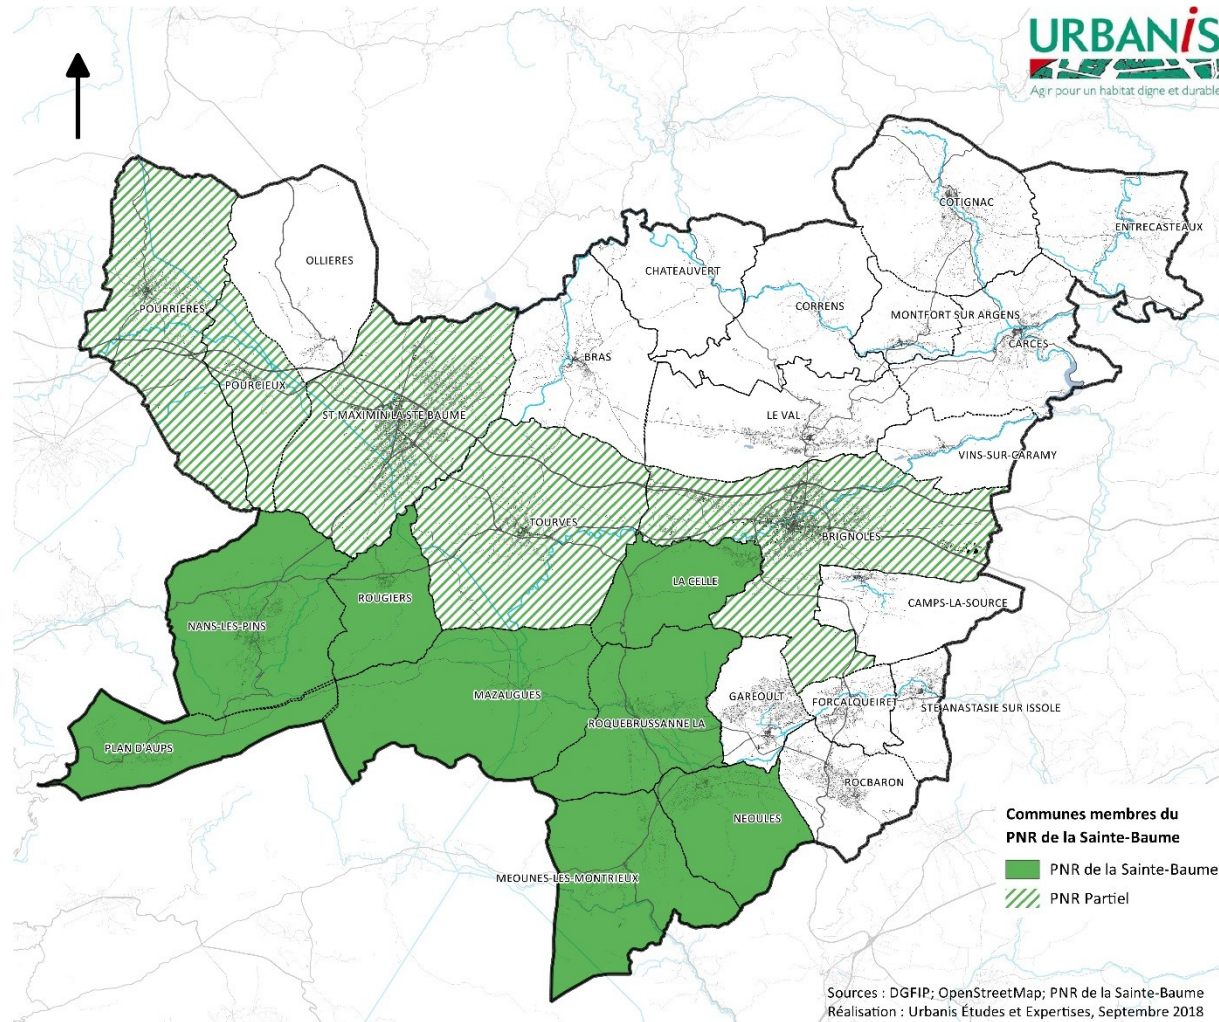 URBANiS
Agir pour un habitat digne et durable
COTIGNAC
ENTRECASTEAUX
OLLIERES
CHATEAUVERT
POURRIERES
CORRENS
MONTFORT SUR ARGENS
CARCES
BRAS
POURCIEUX
ST MAXIMIN LA STE BAUME
LE VAL
VINS-SUR-CARAMY
TOURVES
BRIGNOLES
LA CELLE
ROUGIERS
CAMPS-LA-SOURCE
NANS-LES-PINS
MAZAUGUES
GAREOULT
FORCALQUEIRET
STE ANASTASIE SUR ISSOLE
ROQUEBRUSSANNE LA
PLAN D'AUPS
ROCBARON
NEOULES
MEOUNES-LES-MONTRIEUX
Communes membres du
PNR de la Sainte-Baume
PNR de la Sainte-Baume
PNR Partiel
Sources : DGFIP; OpenStreetMap; PNR de la Sainte-Baume
Réalisation : Urbanis Études et Expertises, Septembre 2018